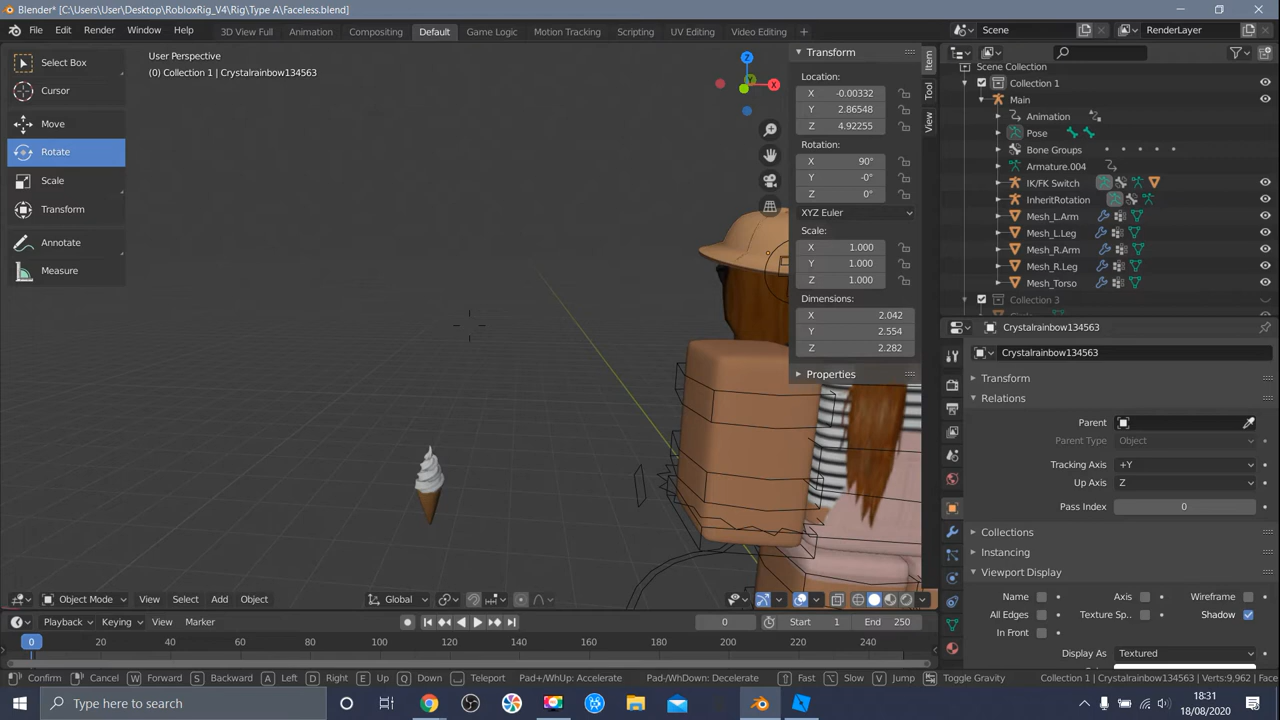 Blender* [C:\Users\User\Desktop\RobloxRig_V4\Rig\Type A\Faceless.blend]
File Edit Render Window Help 3D View Full Animation Compositing Default Game Logic Motion Tracking Scripting UV Editing Video Editing Scene RenderLayer
User Perspective
(0) Collection 1 | Crystalrainbow134563
Select Box
Cursor
Move
Rotate
Scale
Transform
Annotate
Measure
Z
Y
X
Transform
Location:
X -0.00332
Y 2.86548
Z 4.92255
Rotation:
X 90°
Y -0°
Z 0°
XYZ Euler
Scale:
X 1.000
Y 1.000
Z 1.000
Dimensions:
X 2.042
Y 2.554
Z 2.282
Properties
Item
Tool
View
Scene Collection
Collection 1
Main
Animation
Pose
Bone Groups
Armature.004
IK/FK Switch
InheritRotation
Mesh_L.Arm
Mesh_L.Leg
Mesh_R.Arm
Mesh_R.Leg
Mesh_Torso
Collection 3
Crystalrainbow134563
Crystalrainbow134563
Transform
Relations
Parent
Parent Type Object
Tracking Axis +Y
Up Axis Z
Pass Index 0
Collections
Instancing
Viewport Display
Name Axis Wireframe
All Edges Texture Sp.. Shadow
In Front
Display As Textured
Object Mode View Select Add Object Global
Playback Keying View Marker 0 Start 1 End 250
0 20 40 60 80 100 120 140 160 180 200 220 240
Confirm Cancel W Forward S Backward A Left D Right E Up Q Down Teleport Pad+/WhUp: Accelerate Pad-/WhDown: Decelerate Fast Slow V Jump Toggle Gravity Collection 1 | Crystalrainbow134563 | Verts:9,962 | Faces
Type here to search
18:31
18/08/2020